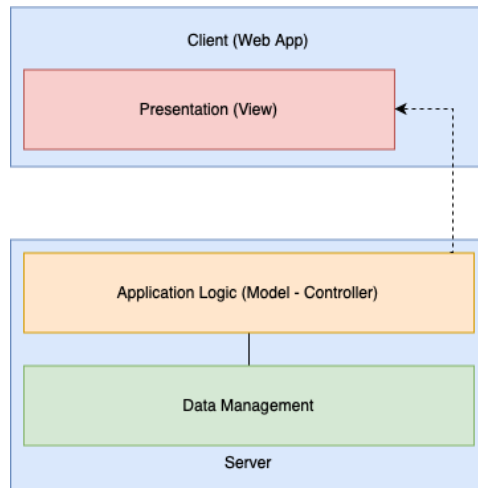 Client (Web App)
Presentation (View)
Application Logic (Model - Controller)
Data Management
Server